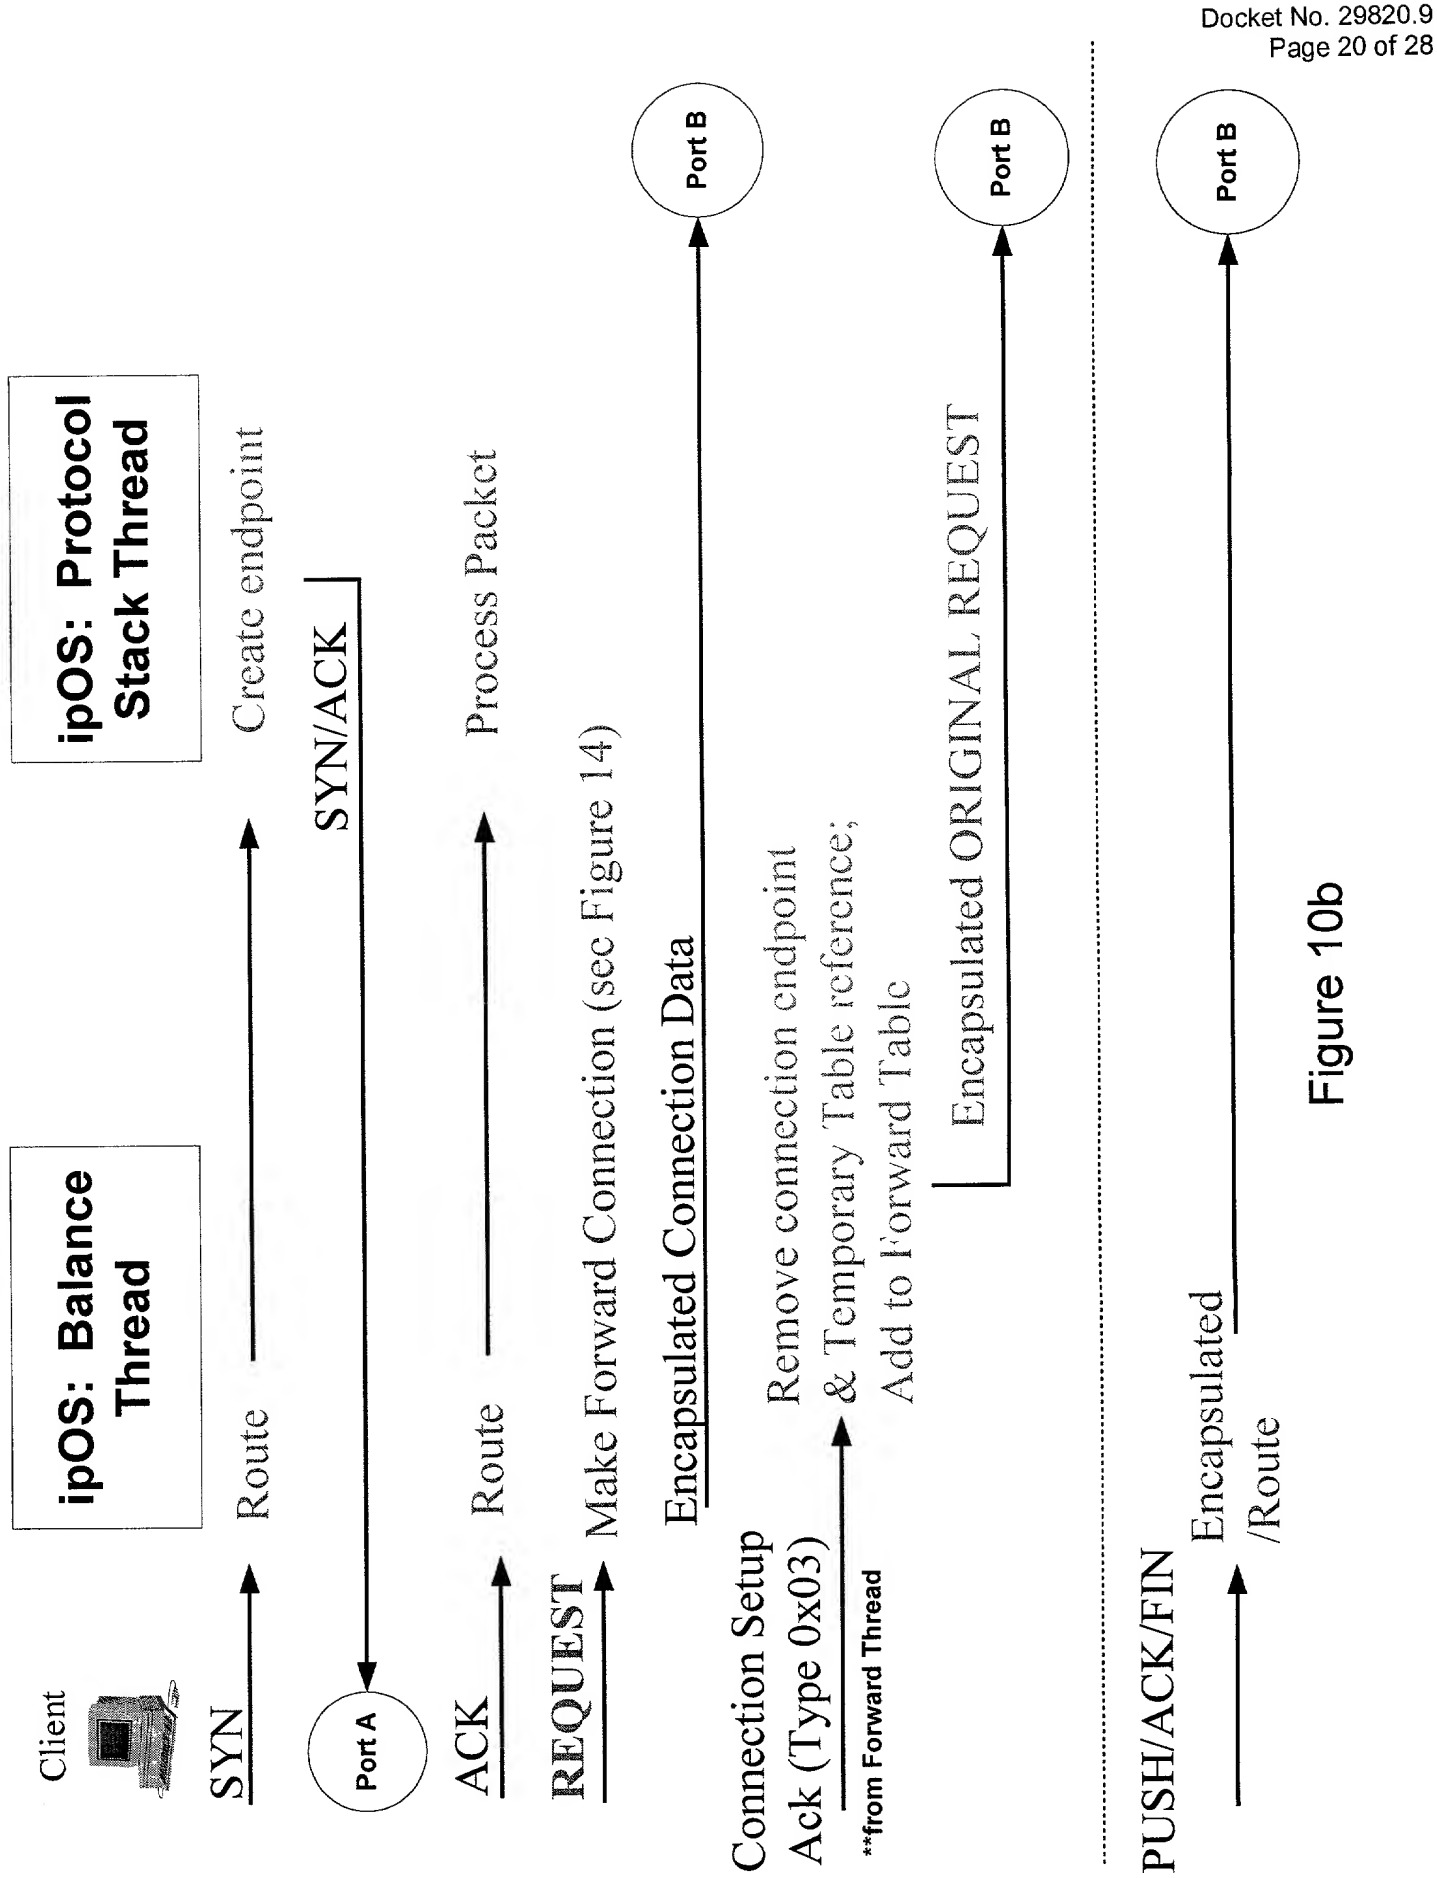 Docket No. 29820.9
Page 20 of 28
Client
ipOS: Balance
Thread
ipOS: Protocol
Stack Thread
SYN
Route
Create endpoint
SYN/ACK
Port A
ACK
Route
Process Packet
REQUEST
Make Forward Connection (see Figure 14)
Encapsulated Connection Data
Port B
Connection Setup
Ack (Type 0x03)
**from Forward Thread
Remove connection endpoint
& Temporary Table reference;
Add to Forward Table
Encapsulated ORIGINAL REQUEST
Port B
PUSH/ACK/FIN
Encapsulated
/Route
Port B
Figure 10b